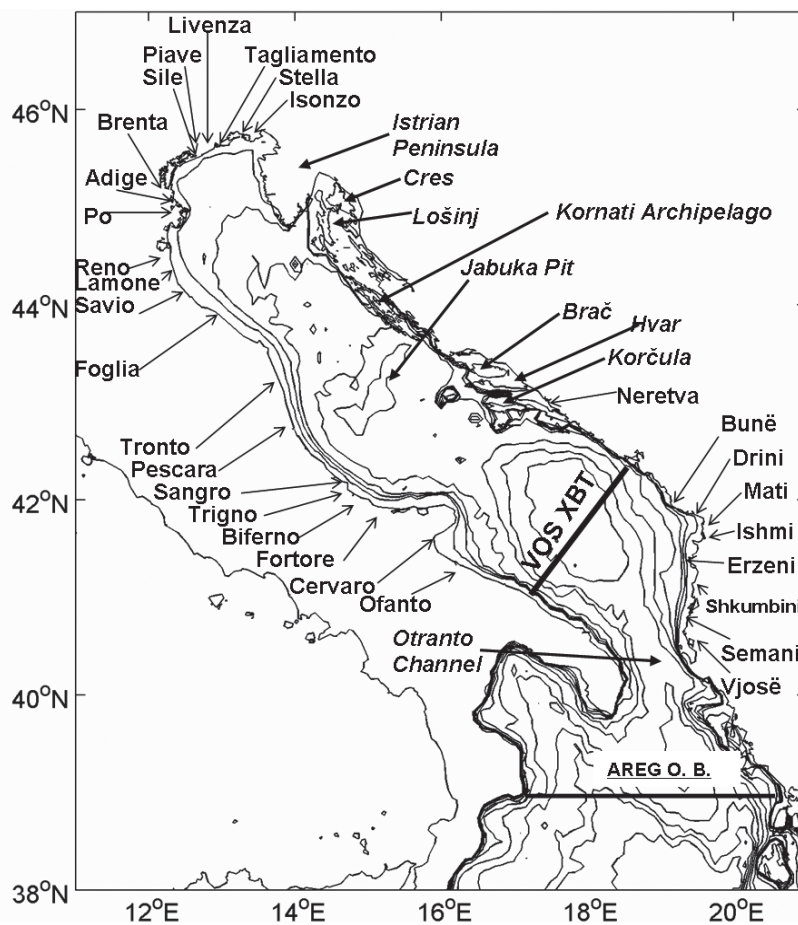 Livenza
Piave
Tagliamento
Sile
Stella
Isonzo
46°N
Brenta
Istrian
Peninsula
Adige
Cres
Po
Lošinj
Kornati Archipelago
Reno
Jabuka Pit
Lamone
44°N
Savio
Brač
Hvar
Foglia
Korčula
Neretva
Bunë
Tronto
Drini
Pescara
Mati
Sangro
42°N
VOS XBT
Trigno
Ishmi
Biferno
Fortore
Erzeni
Cervaro
Ofanto
Shkumbini
Otranto
Channel
Semani
Vjosë
40°N
AREG O. B.
38°N
12°E
14°E
16°E
18°E
20°E